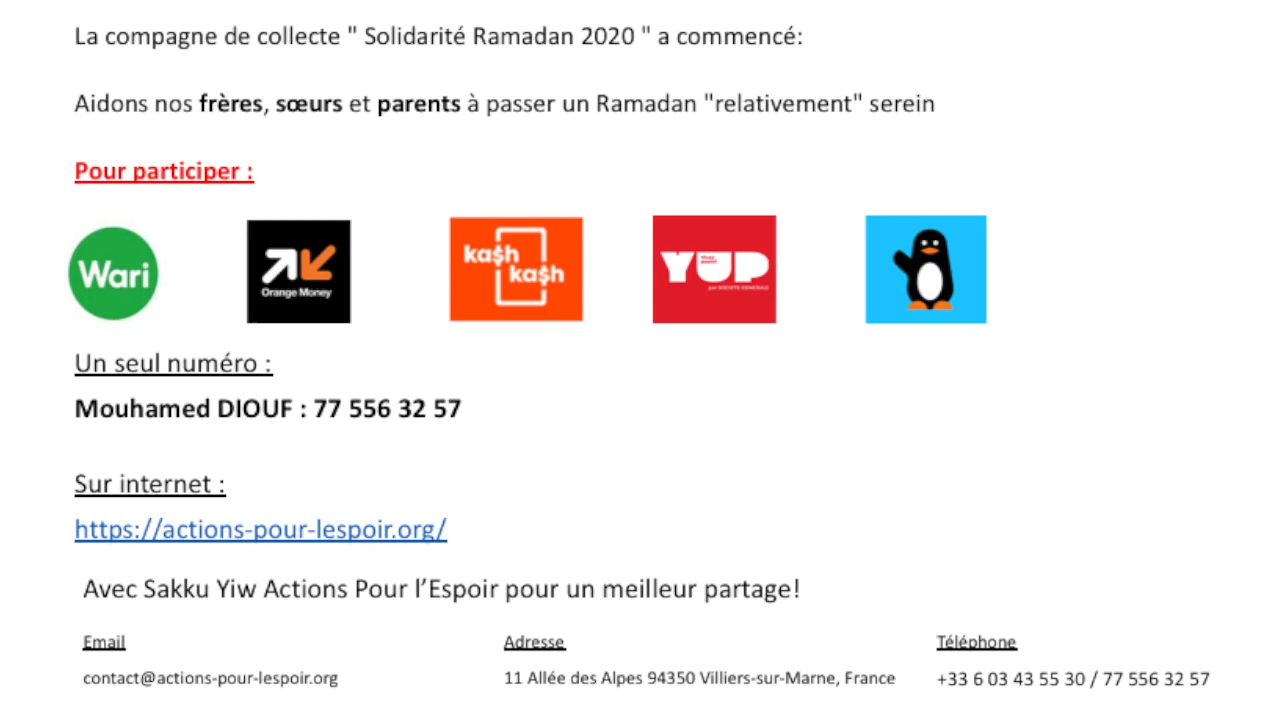 La compagne de collecte " Solidarité Ramadan 2020 " a commencé:
Aidons nos frères, sœurs et parents à passer un Ramadan "relativement" serein
Pour participer :
Wari
Orange Money
ka$h
ka$h
YUP
par SOCIETE GENERALE
Un seul numéro :
Mouhamed DIOUF : 77 556 32 57
Sur internet :
https://actions-pour-lespoir.org/
Avec Sakku Yiw Actions Pour l’Espoir pour un meilleur partage!
Email
Adresse
Téléphone
contact@actions-pour-lespoir.org
11 Allée des Alpes 94350 Villiers-sur-Marne, France
+33 6 03 43 55 30 / 77 556 32 57